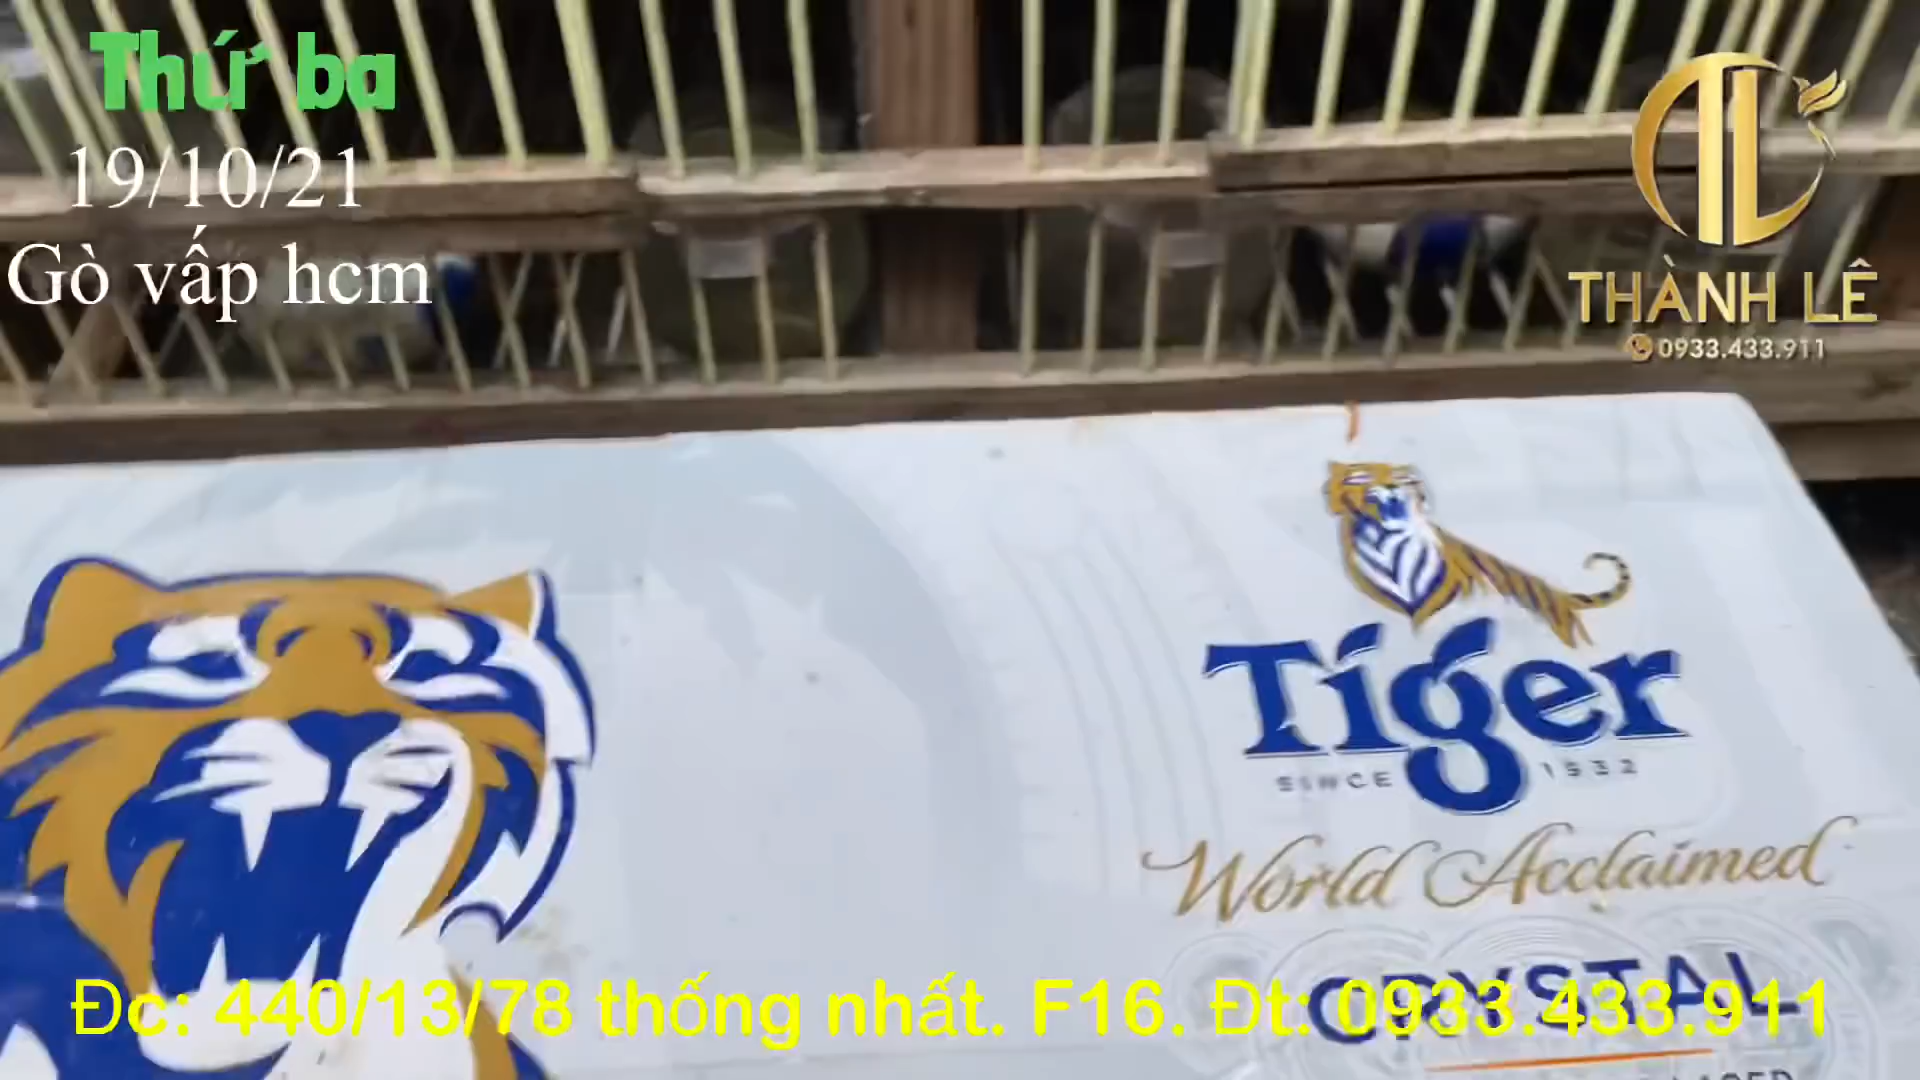 Thứ ba
19/10/21
Gò vấp hcm
TL
THÀNH LÊ
0933.433.911
Tiger
SINCE 1932
World Acclaimed
CRYSTAL
Đc: 440/13/78 thống nhất. F16. Đt: 0933.433.911